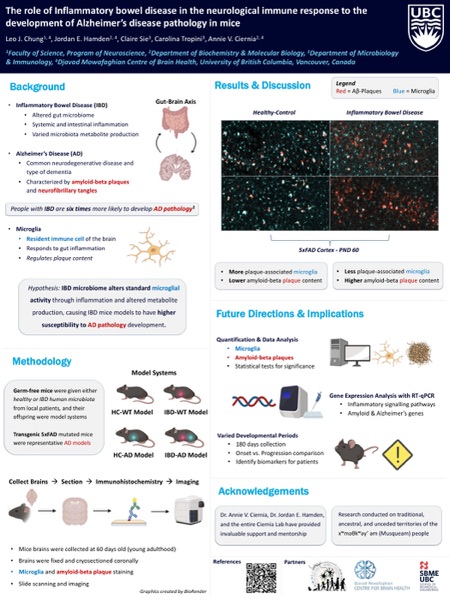 The role of Inflammatory bowel disease in the neurological immune response to the
development of Alzheimer's disease pathology in mice
Leo J. Chung1, 4, Jordan E. Hamden2, 4, Claire Sie3, Carolina Tropini3, Annie V. Ciernia2, 4
1Faculty of Science, Program of Neuroscience, 2Department of Biochemistry & Molecular Biology, 3Department of Microbiology
& Immunology, 4Djavad Mowafaghian Centre of Brain Health, University of British Columbia, Vancouver, Canada
UBC
Background
• Inflammatory Bowel Disease (IBD)
• Altered gut microbiome
• Systemic and intestinal inflammation
• Varied microbiota metabolite production
Gut-Brain Axis
• Alzheimer's Disease (AD)
• Common neurodegenerative disease and
type of dementia
• Characterized by amyloid-beta plaques
and neurofibrillary tangles
People with IBD are six times more likely to develop AD pathology
• Microglia
• Resident immune cell of the brain
• Responds to gut inflammation
• Regulates plaque content
Hypothesis: IBD microbiome alters standard microglial
activity through inflammation and altered metabolite
production, causing IBD mice models to have higher
susceptibility to AD pathology development.
Methodology
Germ-free mice were given either
healthy or IBD human microbiota
from local patients, and their
offspring were model systems
Transgenic 5xFAD mutated mice
were representative AD models
Model Systems
HC-WT Model
IBD-WT Model
HC-AD Model
IBD-AD Model
Collect Brains → Section → Immunohistochemistry → Imaging
• Mice brains were collected at 60 days old (young adulthood)
• Brains were fixed and cryosectioned coronally
• Microglia and amyloid-beta plaque staining
• Slide scanning and imaging
Graphics created by BioRender
Results & Discussion
Legend
Red = Aβ-Plaques
Blue = Microglia
Healthy-Control
Inflammatory Bowel Disease
5xFAD Cortex - PND 60
• More plaque-associated microglia
• Lower amyloid-beta plaque content
• Less plaque-associated microglia
• Higher amyloid-beta plaque content
Future Directions & Implications
Quantification & Data Analysis
• Microglia
• Amyloid-beta plaques
• Statistical tests for significance
Gene Expression Analysis with RT-qPCR
• Inflammatory signalling pathways
• Amyloid & Alzheimer's genes
Varied Developmental Periods
• 180 days collection
• Onset vs. Progression comparison
• Identify biomarkers for patients
Acknowledgements
Dr. Annie V. Ciernia, Dr. Jordan E. Hamden,
and the entire Ciernia Lab have provided
invaluable support and mentorship
Research conducted on traditional,
ancestral, and unceded territories of the
xʷməθkʷəy̓əm (Musqueam) people
References
Partners
Djavad Mowafaghian
CENTRE FOR BRAIN HEALTH
SBME
UBC